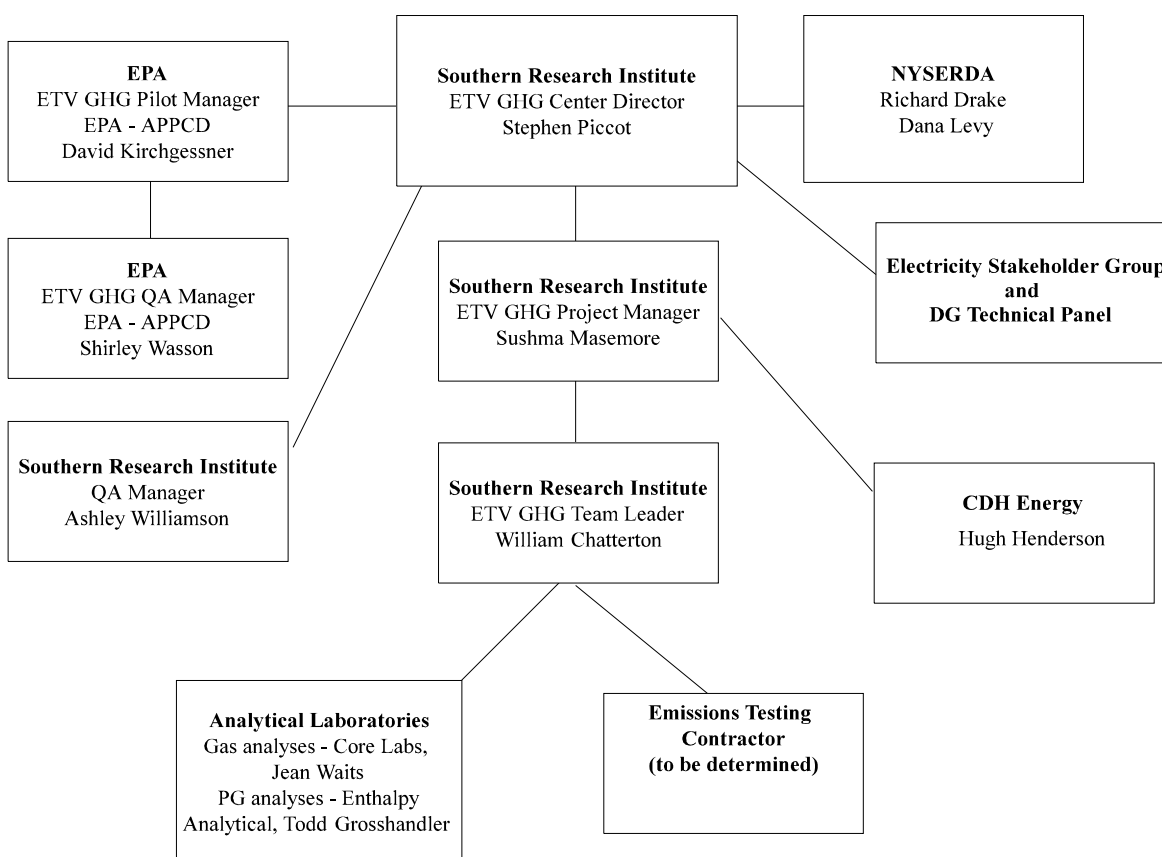 EPA
ETV GHG Pilot Manager
EPA - APPCD
David Kirchgessner
Southern Research Institute
ETV GHG Center Director
Stephen Piccot
NYSERDA
Richard Drake
Dana Levy
EPA
ETV GHG QA Manager
EPA - APPCD
Shirley Wasson
Southern Research Institute
ETV GHG Project Manager
Sushma Masemore
Electricity Stakeholder Group
and
DG Technical Panel
Southern Research Institute
QA Manager
Ashley Williamson
Southern Research Institute
ETV GHG Team Leader
William Chatterton
CDH Energy
Hugh Henderson
Analytical Laboratories
Gas analyses - Core Labs,
Jean Waits
PG analyses - Enthalpy
Analytical, Todd Grosshandler
Emissions Testing
Contractor
(to be determined)